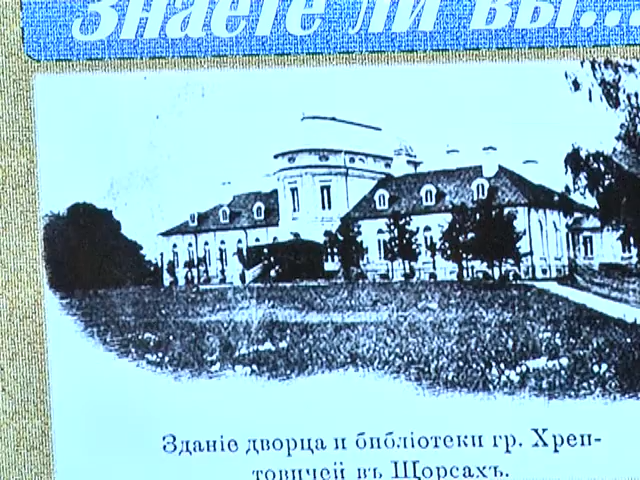 Знаете ли вы...
Зданіе дворца и библіотеки гр. Хреп-
товичей въ Щорсахъ.